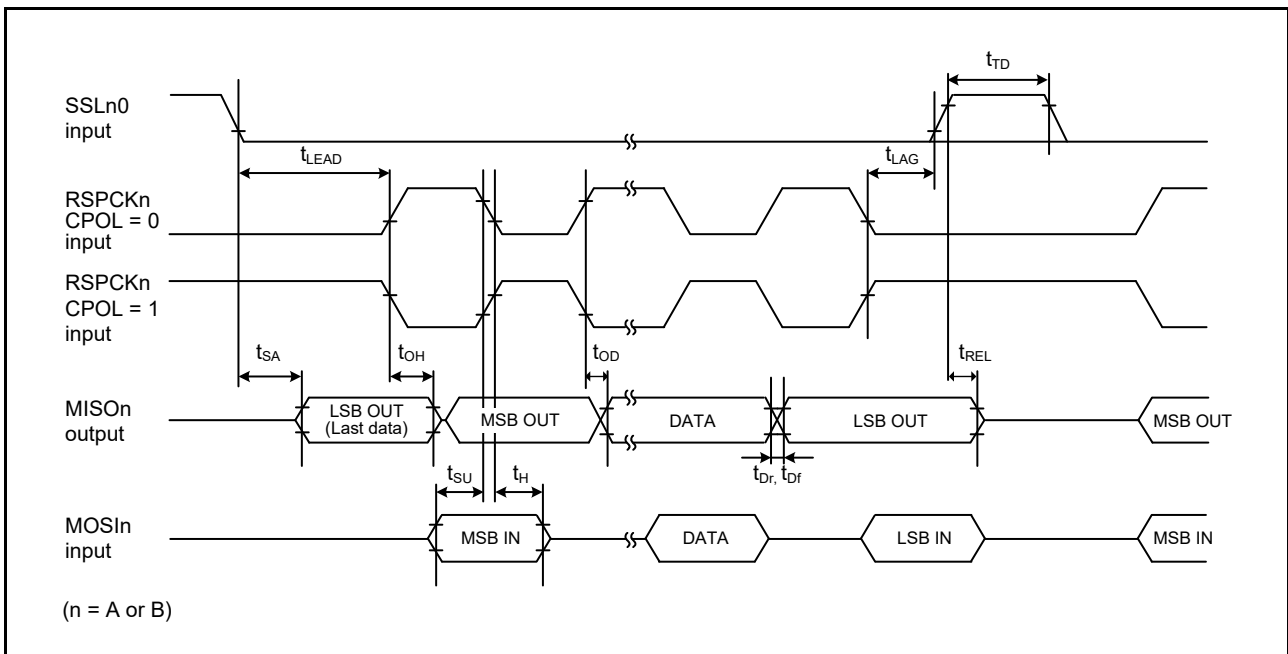 tTD
SSLn0
input
tLEAD
tLAG
RSPCKn
CPOL = 0
input
RSPCKn
CPOL = 1
input
tSA
tOH
tOD
tREL
MISOn
output
LSB OUT
(Last data)
MSB OUT
DATA
LSB OUT
MSB OUT
tSU
tH
tDr, tDf
MOSIn
input
MSB IN
DATA
LSB IN
MSB IN
(n = A or B)